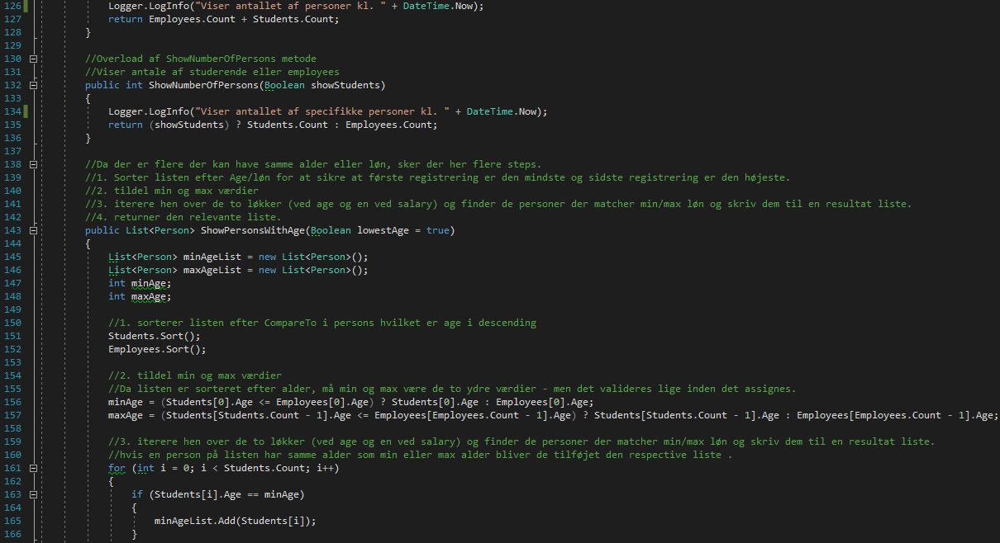 126 Logger.LogInfo("Viser antallet af personer kl. " + DateTime.Now);
127 return Employees.Count + Students.Count;
128 }
129
130 //Overload af ShowNumberOfPersons metode
131 //Viser antale af studerende eller employees
132 public int ShowNumberOfPersons(Boolean showStudents)
133 {
134 Logger.LogInfo("Viser antallet af specifikke personer kl. " + DateTime.Now);
135 return (showStudents) ? Students.Count : Employees.Count;
136 }
137
138 //Da der er flere der kan have samme alder eller løn, sker der her flere steps.
139 //1. Sorter listen efter Age/løn for at sikre at første registrering er den mindste og sidste registrering er den højeste.
140 //2. tildel min og max værdier
141 //3. iterere hen over de to løkker (ved age og en ved salary) og finder de personer der matcher min/max løn og skriv dem til en resultat liste.
142 //4. returner den relevante liste.
143 public List<Person> ShowPersonsWithAge(Boolean lowestAge = true)
144 {
145 List<Person> minAgeList = new List<Person>();
146 List<Person> maxAgeList = new List<Person>();
147 int minAge;
148 int maxAge;
149
150 //1. sorterer listen efter CompareTo i persons hvilket er age i descending
151 Students.Sort();
152 Employees.Sort();
153
154 //2. tildel min og max værdier
155 //Da listen er sorteret efter alder, må min og max være de to ydre værdier - men det valideres lige inden det assignes.
156 minAge = (Students[0].Age <= Employees[0].Age) ? Students[0].Age : Employees[0].Age;
157 maxAge = (Students[Students.Count - 1].Age <= Employees[Employees.Count - 1].Age) ? Students[Students.Count - 1].Age : Employees[Employees.Count - 1].Age;
158
159 //3. iterere hen over de to løkker (ved age og en ved salary) og finder de personer der matcher min/max løn og skriv dem til en resultat liste.
160 //hvis en person på listen har samme alder som min eller max alder bliver de tilføjet den respective liste .
161 for (int i = 0; i < Students.Count; i++)
162 {
163 if (Students[i].Age == minAge)
164 {
165 minAgeList.Add(Students[i]);
166 }